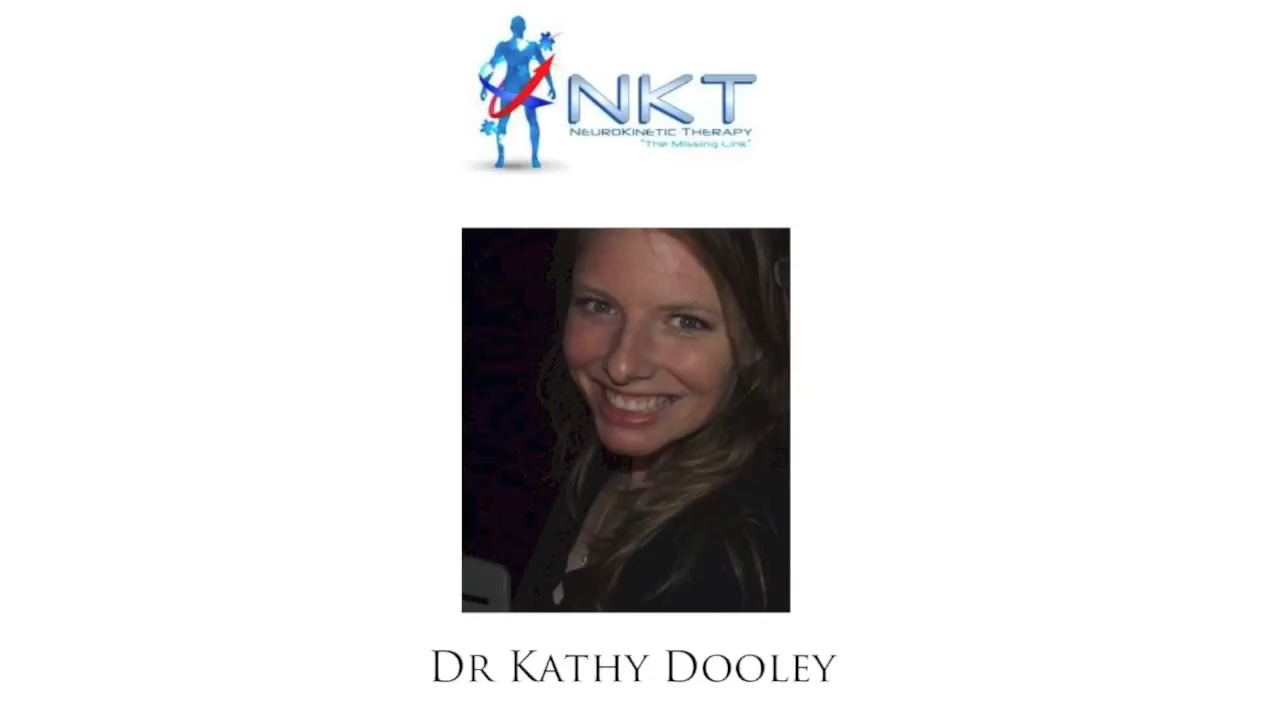 NKT
NEUROKINETIC THERAPY
"THE MISSING LINK"
DR KATHY DOOLEY